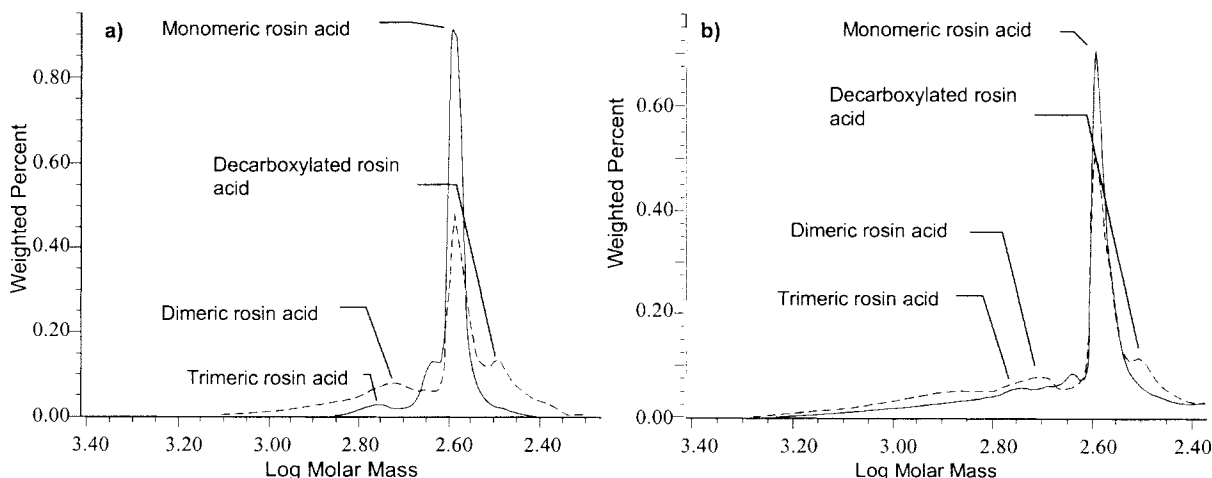 a)
Monomeric rosin acid
0.80
0.60
0.40
0.20
0.00
Weighted Percent
Decarboxylated rosin
acid
Dimeric rosin acid
Trimeric rosin acid
3.40
3.20
3.00
2.80
2.60
2.40
Log Molar Mass
b)
Monomeric rosin acid
Decarboxylated rosin
acid
0.60
0.40
0.20
0.00
Weighted Percent
Dimeric rosin acid
Trimeric rosin acid
3.40
3.20
3.00
2.80
2.60
2.40
Log Molar Mass